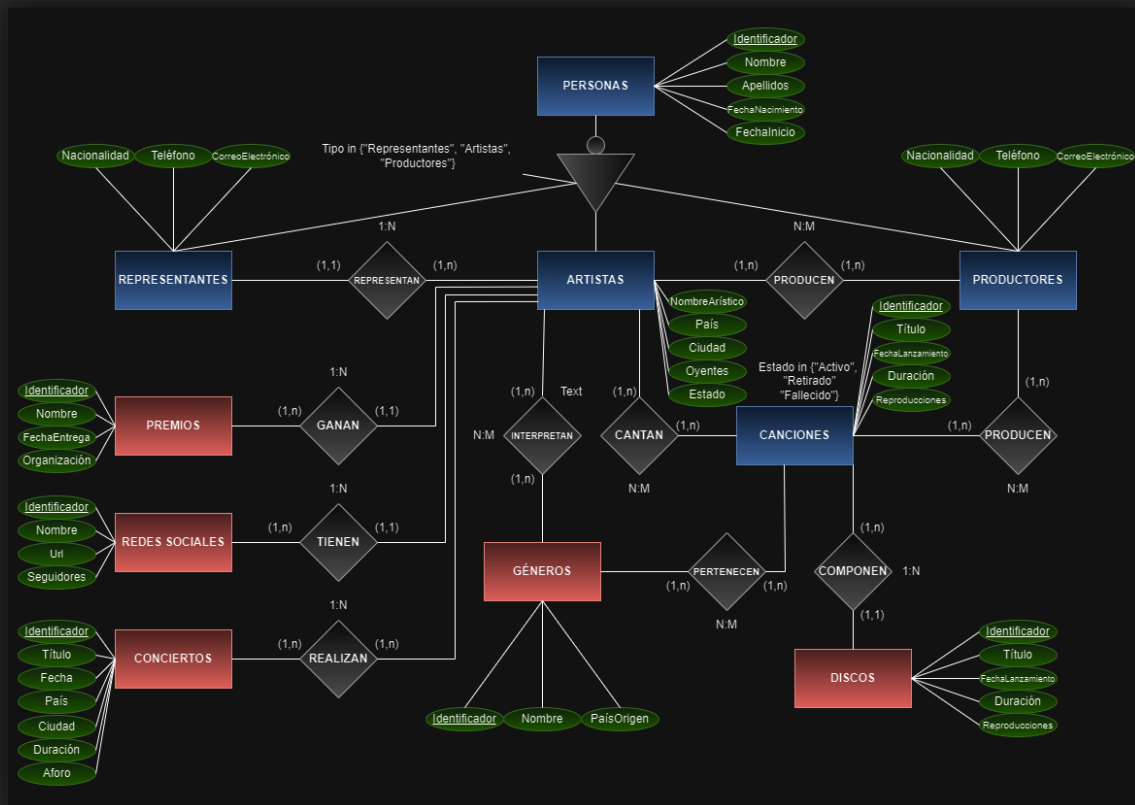 Identificador
PERSONAS
Nombre
Apellidos
FechaNacimiento
FechaInicio
Tipo in {"Representantes", "Artistas",
"Productores"}
Nacionalidad
Teléfono
CorreoElectrónico
Nacionalidad
Teléfono
CorreoElectrónico
1:N
N:M
REPRESENTANTES
(1,1)
REPRESENTAN
(1,n)
ARTISTAS
(1,n)
PRODUCEN
(1,n)
PRODUCTORES
NombreArístico
País
Ciudad
Oyentes
Estado
Identificador
Título
FechaLanzamiento
Duración
Reproducciones
Estado in {"Activo",
"Retirado"
"Fallecido"}
1:N
Identificador
Nombre
FechaEntrega
Organización
PREMIOS
(1,n)
GANAN
(1,1)
(1,n)
Text
N:M
INTERPRETAN
(1,n)
(1,n)
CANTAN
(1,n)
N:M
CANCIONES
(1,n)
(1,n)
PRODUCEN
N:M
1:N
Identificador
Nombre
Url
Seguidores
REDES SOCIALES
(1,n)
TIENEN
(1,1)
GÉNEROS
(1,n)
PERTENECEN
(1,n)
N:M
(1,n)
COMPONEN
1:N
(1,1)
1:N
Identificador
Título
Fecha
País
Ciudad
Duración
Aforo
CONCIERTOS
(1,n)
REALIZAN
(1,n)
Identificador
Nombre
PaísOrigen
DISCOS
Identificador
Título
FechaLanzamiento
Duración
Reproducciones